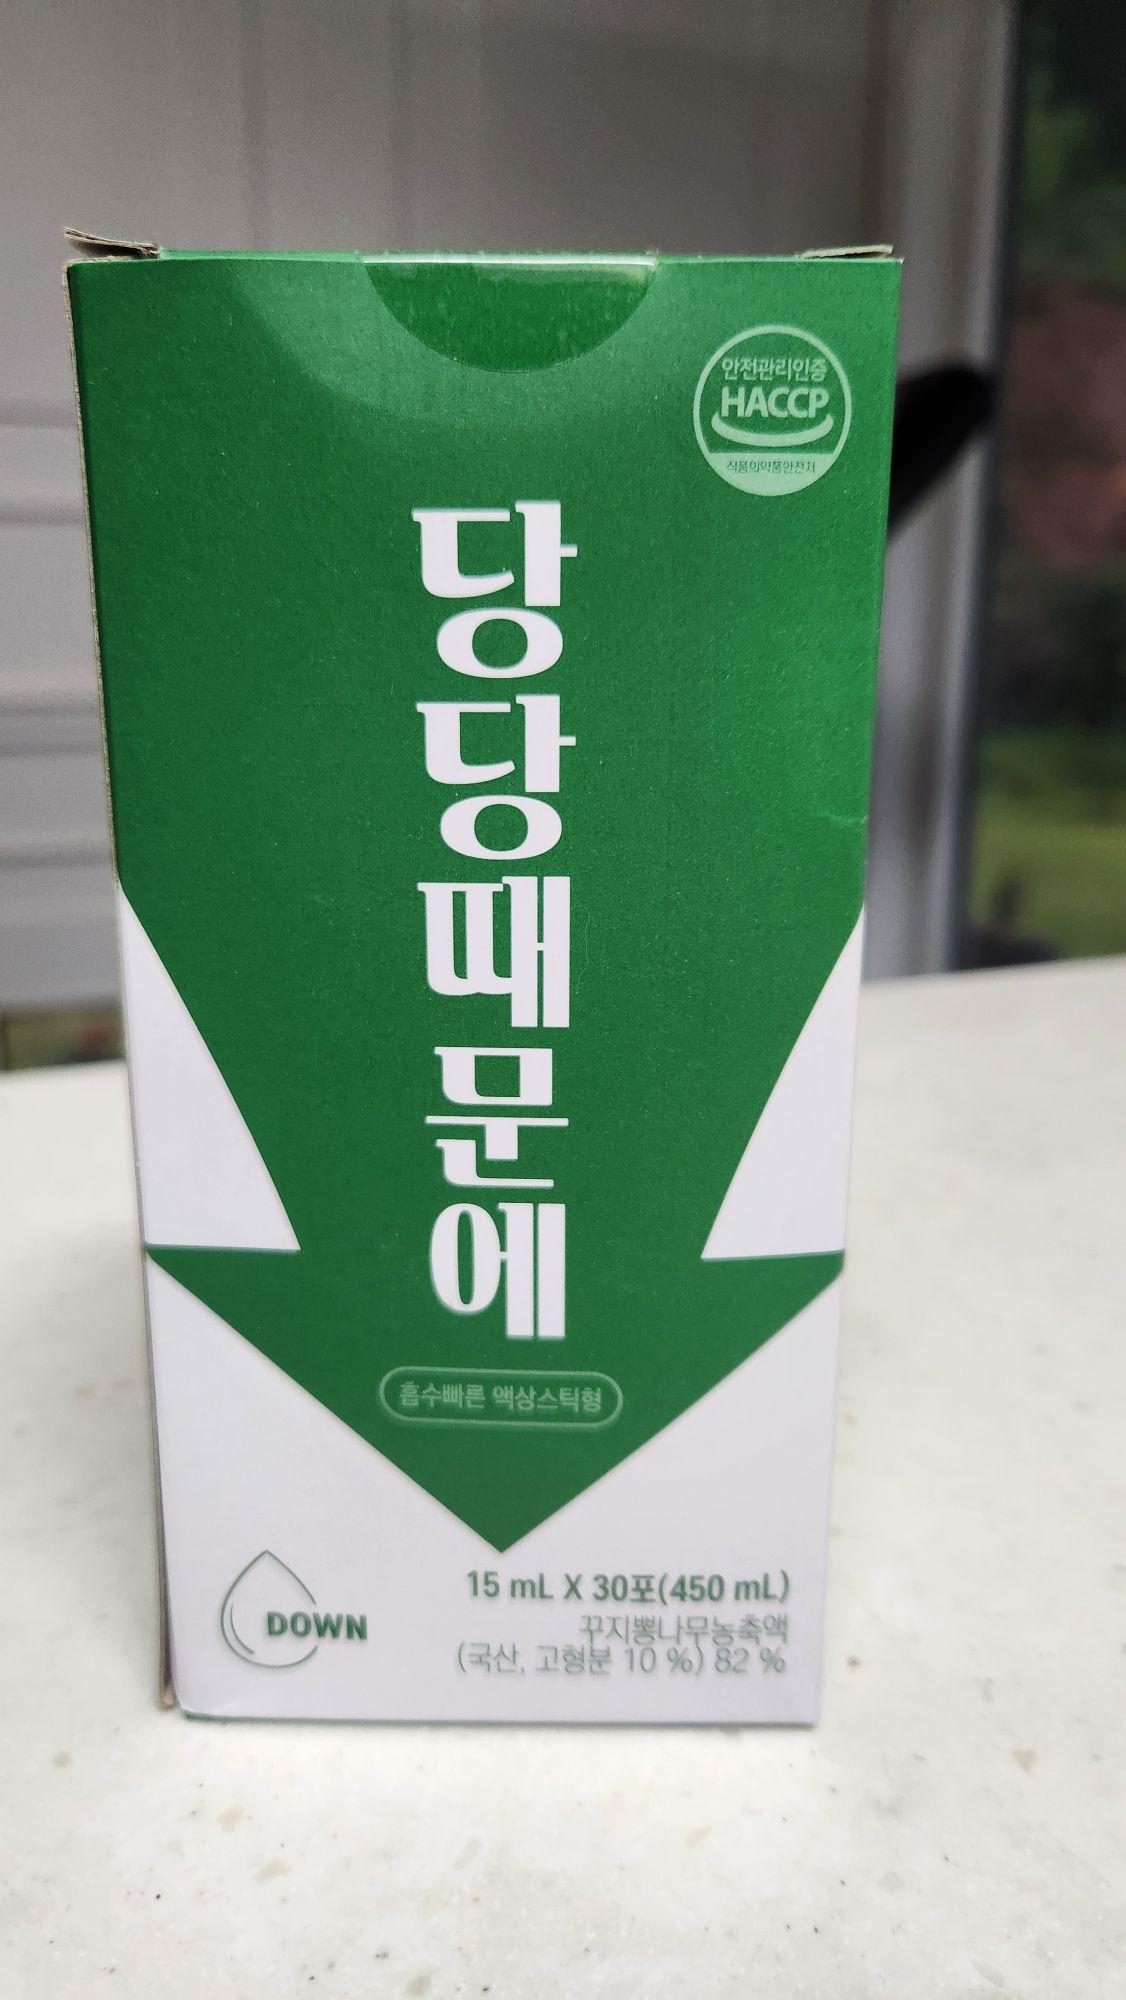 안전관리인증
HACCP
식품의약품안전처
당당때문에
흡수빠른 액상스틱형
DOWN
15 mL X 30포(450 mL)
꾸지뽕나무농축액
(국산, 고형분 10 %) 82 %